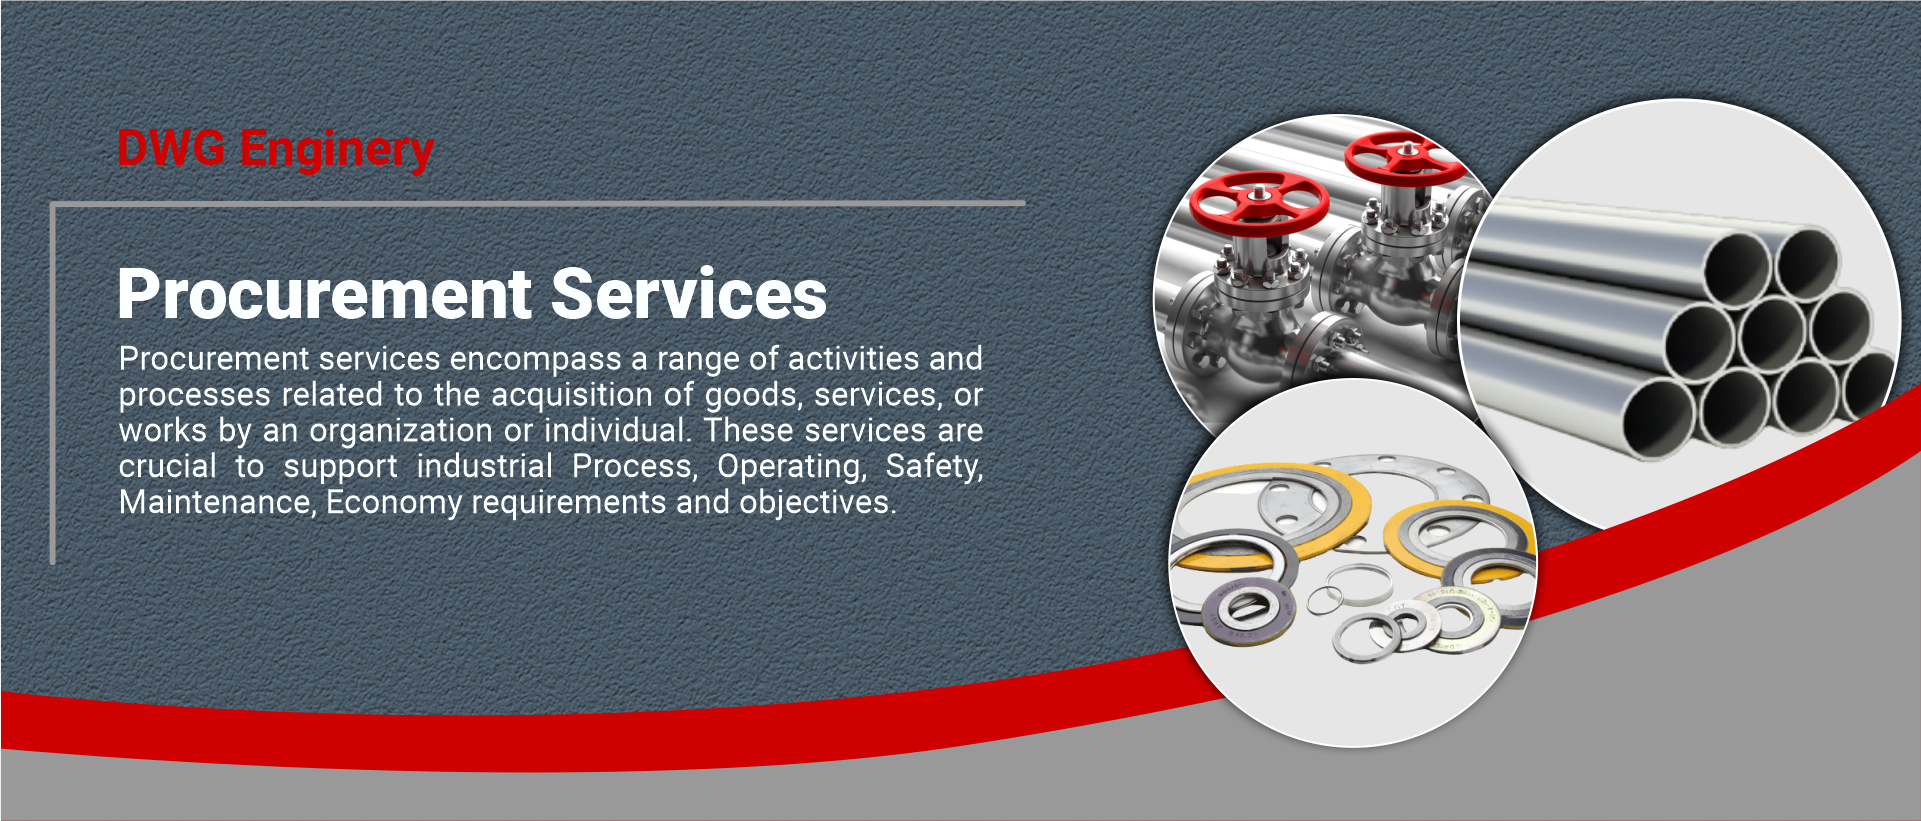 DWG Enginery
Procurement Services
Procurement services encompass a range of activities and
processes related to the acquisition of goods, services, or
works by an organization or individual. These services are
crucial to support industrial Process, Operating, Safety,
Maintenance, Economy requirements and objectives.